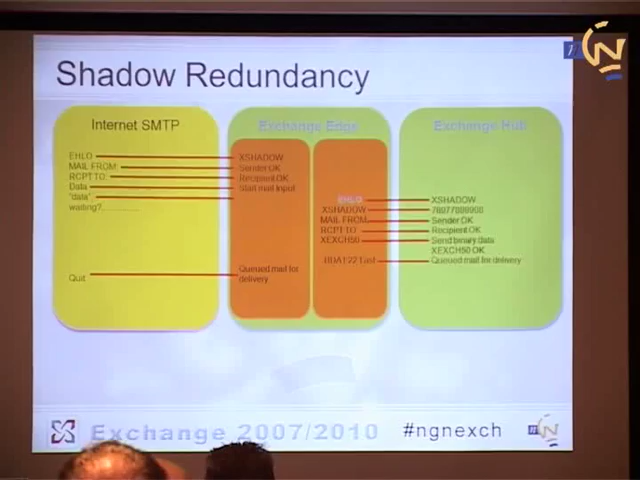 Shadow Redundancy
Internet SMTP
EHLO
MAIL FROM:
RCPT TO:
Data
"data"
waiting?
Quit
Exchange Edge
XSHADOW
Sender OK
Recipient OK
Start mail input
Queued mail for
delivery
EHLO
XSHADOW
MAIL FROM
RCPT TO
XEXCH50
Last
Exchange Hub
XSHADOW
Sender OK
Recipient OK
Send binary data
XEXCH50 OK
Queued mail for delivery
Exchange 2007/2010
#ngnexch